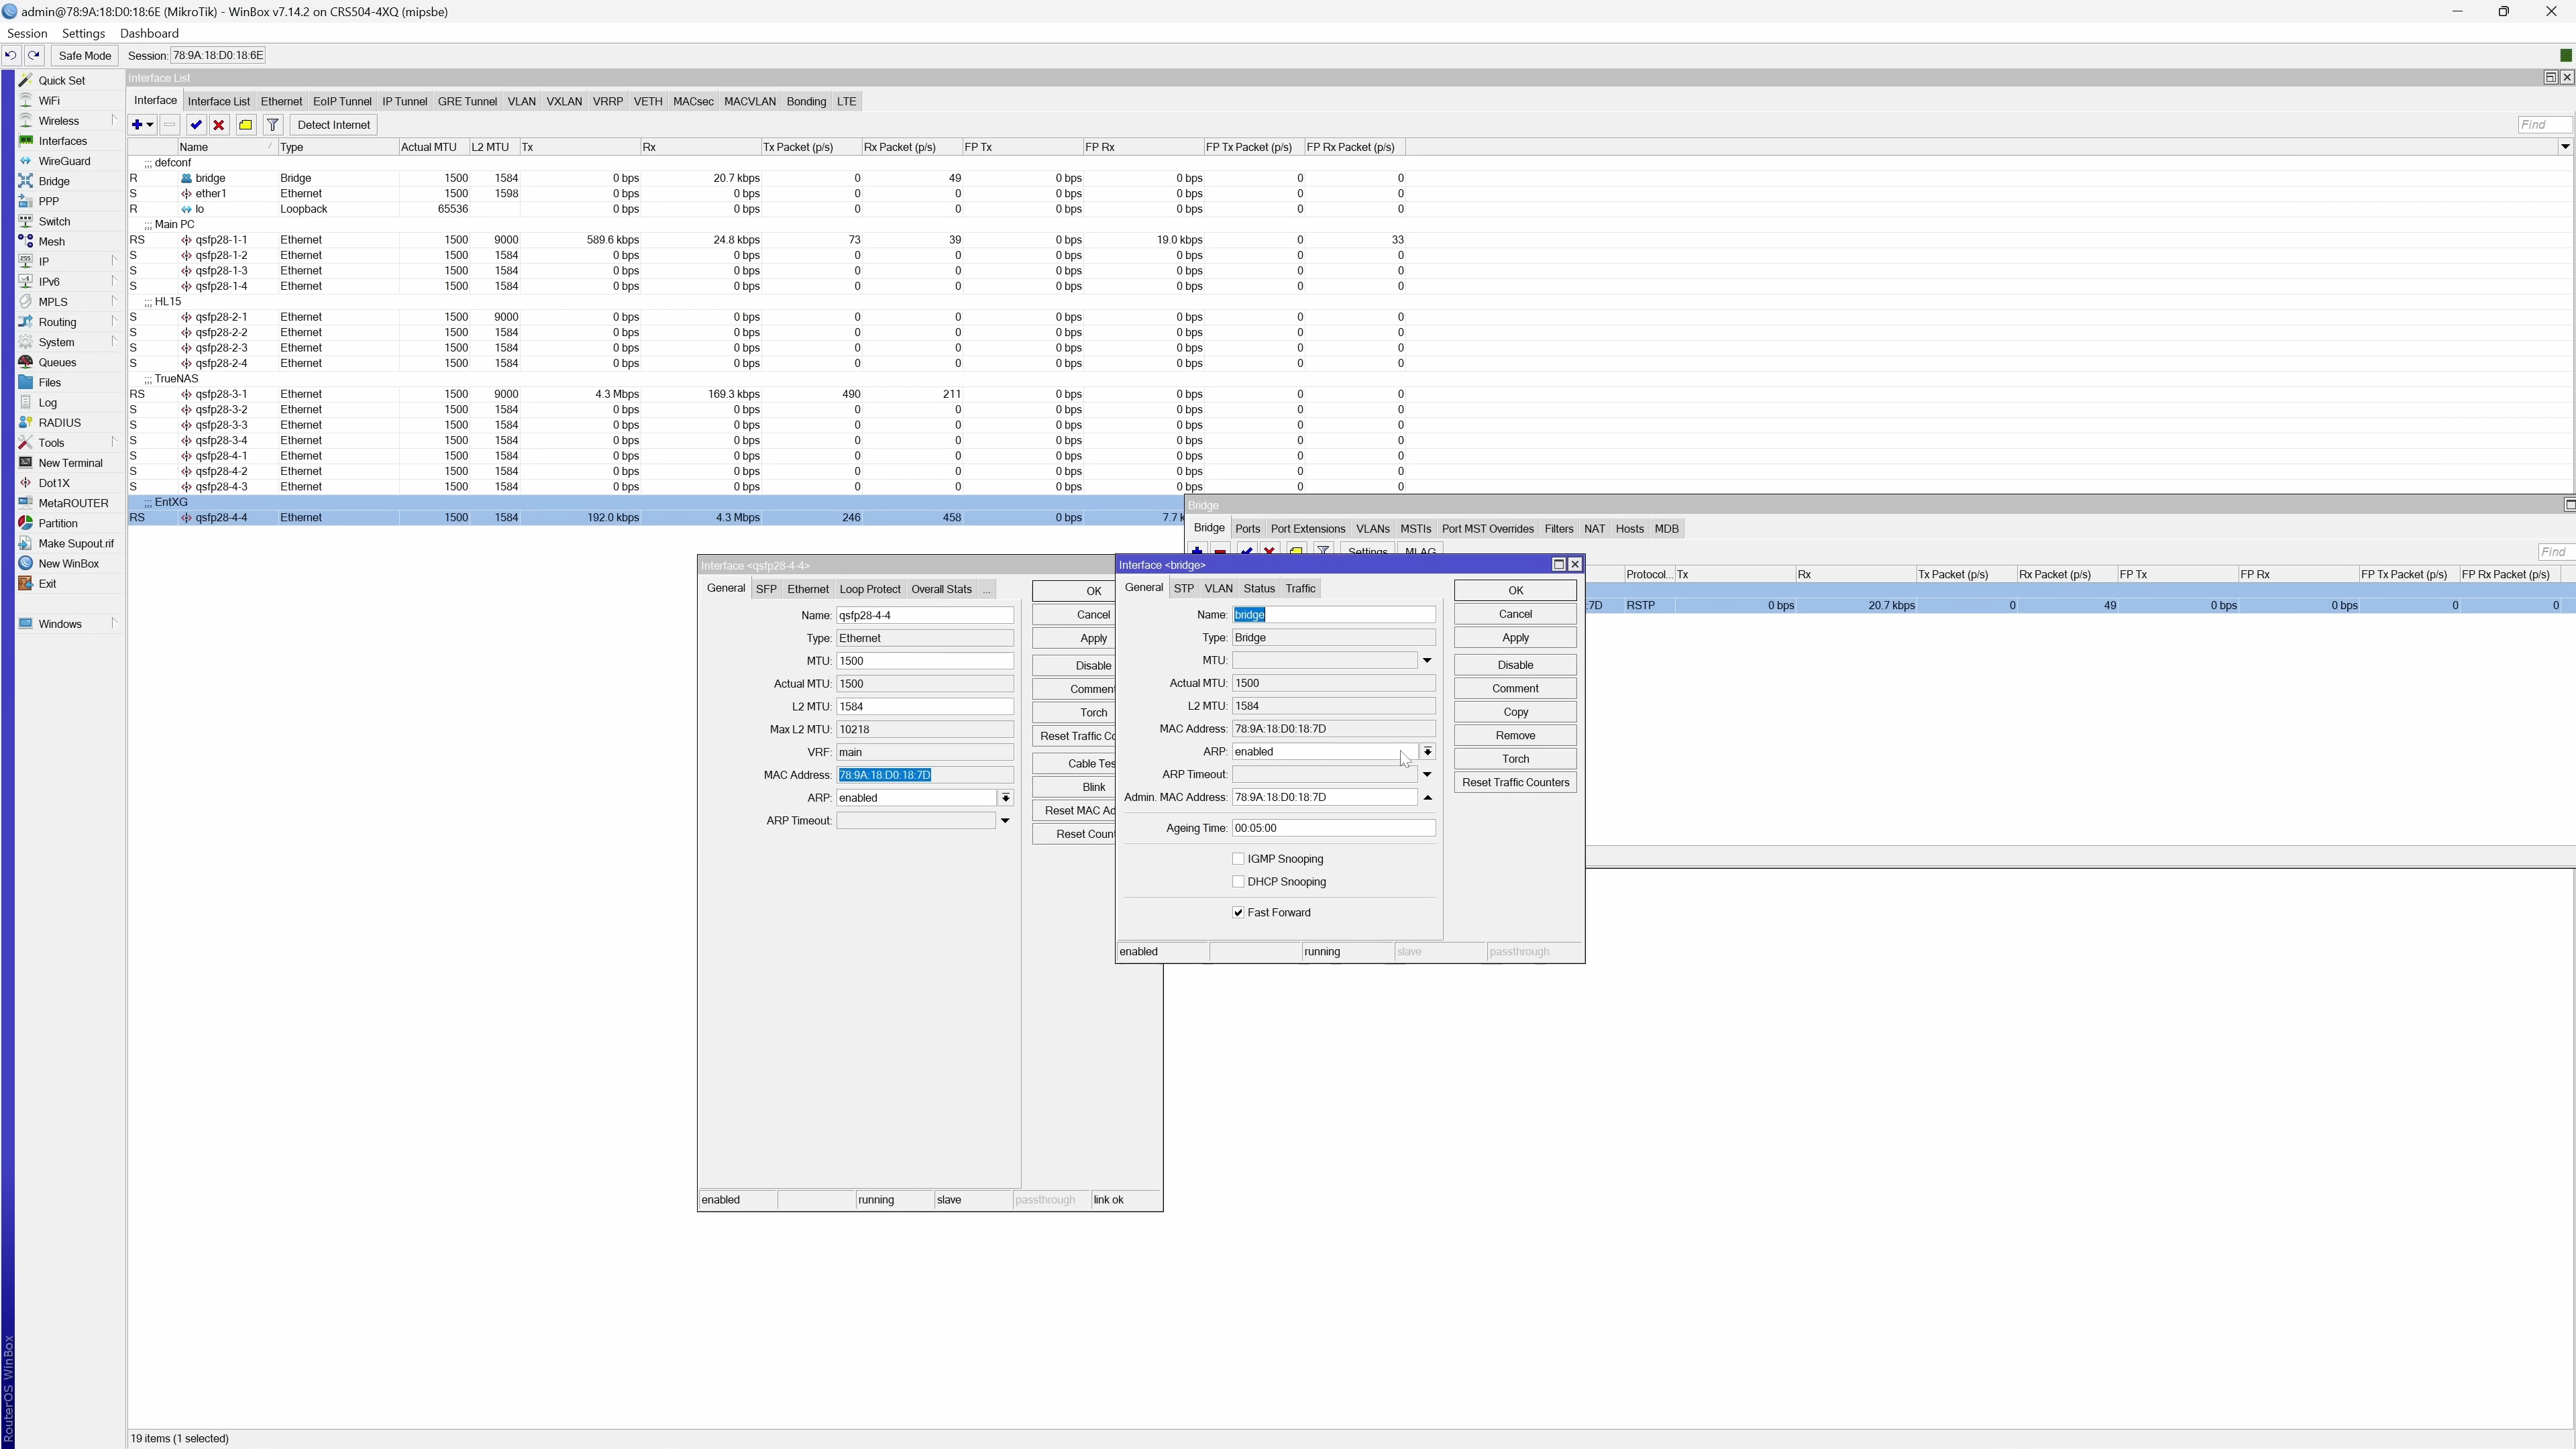 admin@78:9A:18:D0:18:6E (MikroTik) - WinBox v7.14.2 on CRS504-4XQ (mipsbe)
Session Settings Dashboard
Safe Mode Session: 78:9A:18:D0:18:6E
Quick Set
WiFi
Wireless
Interfaces
WireGuard
Bridge
PPP
Switch
Mesh
IP
IPv6
MPLS
Routing
System
Queues
Files
Log
RADIUS
Tools
New Terminal
Dot1X
MetaROUTER
Partition
Make Supout.rif
New WinBox
Exit
Windows
RouterOS WinBox
Interface List
Interface Interface List Ethernet EoIP Tunnel IP Tunnel GRE Tunnel VLAN VXLAN VRRP VETH MACsec MACVLAN Bonding LTE
Detect Internet Find
Name Type Actual MTU L2 MTU Tx Rx Tx Packet (p/s) Rx Packet (p/s) FP Tx FP Rx FP Tx Packet (p/s) FP Rx Packet (p/s)
;;; defconf
R bridge Bridge 1500 1584 0 bps 20.7 kbps 0 49 0 bps 0 bps 0 0
S ether1 Ethernet 1500 1598 0 bps 0 bps 0 0 0 bps 0 bps 0 0
R lo Loopback 65536 0 bps 0 bps 0 0 0 bps 0 bps 0 0
;;; Main PC
RS qsfp28-1-1 Ethernet 1500 9000 589.6 kbps 24.8 kbps 73 39 0 bps 19.0 kbps 0 33
S qsfp28-1-2 Ethernet 1500 1584 0 bps 0 bps 0 0 0 bps 0 bps 0 0
S qsfp28-1-3 Ethernet 1500 1584 0 bps 0 bps 0 0 0 bps 0 bps 0 0
S qsfp28-1-4 Ethernet 1500 1584 0 bps 0 bps 0 0 0 bps 0 bps 0 0
;;; HL15
S qsfp28-2-1 Ethernet 1500 9000 0 bps 0 bps 0 0 0 bps 0 bps 0 0
S qsfp28-2-2 Ethernet 1500 1584 0 bps 0 bps 0 0 0 bps 0 bps 0 0
S qsfp28-2-3 Ethernet 1500 1584 0 bps 0 bps 0 0 0 bps 0 bps 0 0
S qsfp28-2-4 Ethernet 1500 1584 0 bps 0 bps 0 0 0 bps 0 bps 0 0
;;; TrueNAS
RS qsfp28-3-1 Ethernet 1500 9000 4.3 Mbps 169.3 kbps 490 211 0 bps 0 bps 0 0
S qsfp28-3-2 Ethernet 1500 1584 0 bps 0 bps 0 0 0 bps 0 bps 0 0
S qsfp28-3-3 Ethernet 1500 1584 0 bps 0 bps 0 0 0 bps 0 bps 0 0
S qsfp28-3-4 Ethernet 1500 1584 0 bps 0 bps 0 0 0 bps 0 bps 0 0
S qsfp28-4-1 Ethernet 1500 1584 0 bps 0 bps 0 0 0 bps 0 bps 0 0
S qsfp28-4-2 Ethernet 1500 1584 0 bps 0 bps 0 0 0 bps 0 bps 0 0
S qsfp28-4-3 Ethernet 1500 1584 0 bps 0 bps 0 0 0 bps 0 bps 0 0
;;; EntXG
RS qsfp28-4-4 Ethernet 1500 1584 192.0 kbps 4.3 Mbps 246 458 0 bps 7.7 k
Bridge
Bridge Ports Port Extensions VLANs MSTIs Port MST Overrides Filters NAT Hosts MDB
Settings MLAG Find
Protocol... Tx Rx Tx Packet (p/s) Rx Packet (p/s) FP Tx FP Rx FP Tx Packet (p/s) FP Rx Packet (p/s)
:7D RSTP 0 bps 20.7 kbps 0 49 0 bps 0 bps 0 0
Interface <qsfp28-4-4>
General SFP Ethernet Loop Protect Overall Stats ...
Name: qsfp28-4-4
Type: Ethernet
MTU: 1500
Actual MTU: 1500
L2 MTU: 1584
Max L2 MTU: 10218
VRF: main
MAC Address: 78:9A:18:D0:18:7D
ARP: enabled
ARP Timeout:
OK
Cancel
Apply
Disable
Comment
Torch
Reset Traffic Co
Cable Tes
Blink
Reset MAC Ad
Reset Count
enabled running slave passthrough link ok
Interface <bridge>
General STP VLAN Status Traffic
Name: bridge
Type: Bridge
MTU:
Actual MTU: 1500
L2 MTU: 1584
MAC Address: 78:9A:18:D0:18:7D
ARP: enabled
ARP Timeout:
Admin. MAC Address: 78:9A:18:D0:18:7D
Ageing Time: 00:05:00
IGMP Snooping
DHCP Snooping
Fast Forward
OK
Cancel
Apply
Disable
Comment
Copy
Remove
Torch
Reset Traffic Counters
enabled running slave passthrough
19 items (1 selected)